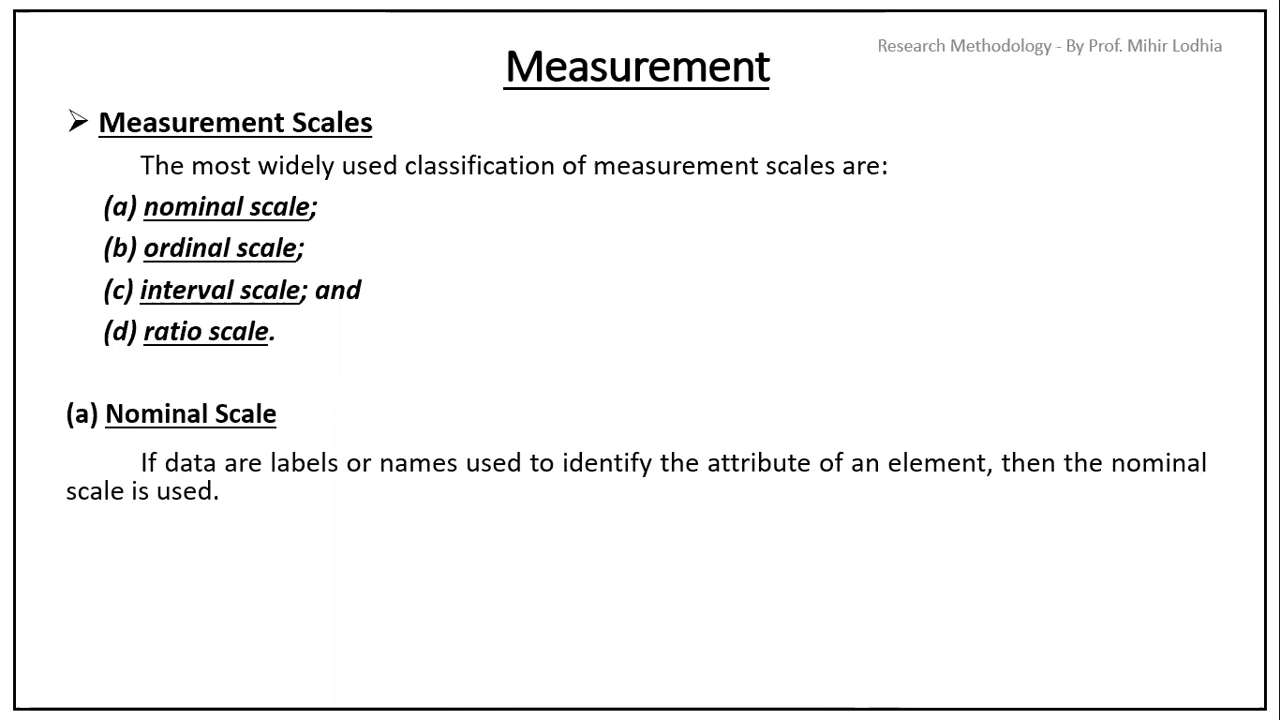 Research Methodology - By Prof. Mihir Lodhia
Measurement
➢ Measurement Scales
The most widely used classification of measurement scales are:
(a) nominal scale;
(b) ordinal scale;
(c) interval scale; and
(d) ratio scale.
(a) Nominal Scale
If data are labels or names used to identify the attribute of an element, then the nominal
scale is used.